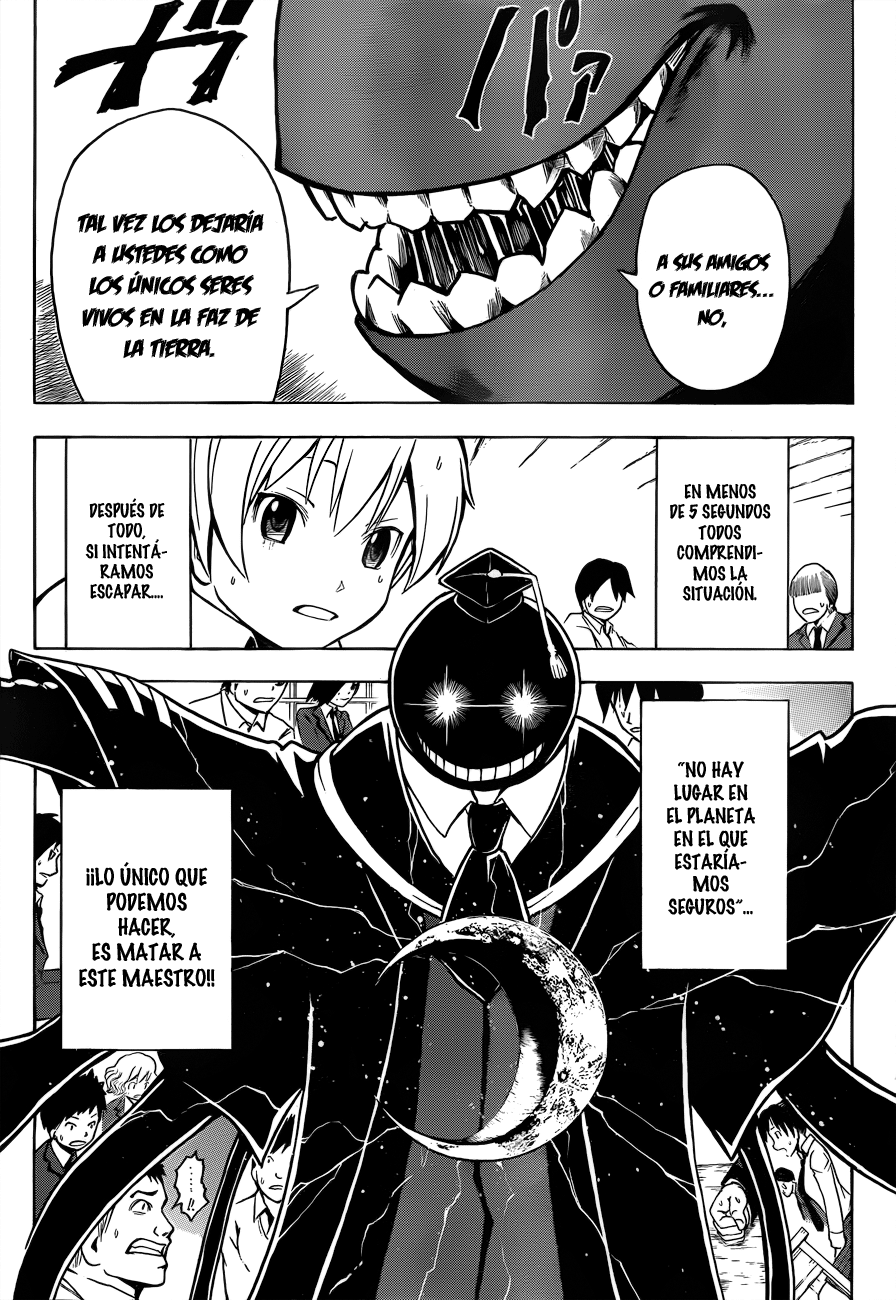 ガ
パァ
A SUS AMIGOS
O FAMILIARES...
NO,
TAL VEZ LOS DEJARÍA
A USTEDES COMO
LOS ÚNICOS SERES
VIVOS EN LA FAZ DE
LA TIERRA.
EN MENOS
DE 5 SEGUNDOS
TODOS
COMPRENDI-
MOS LA
SITUACIÓN.
DESPUÉS DE
TODO,
SI INTENTÁ-
RAMOS
ESCAPAR....
"NO HAY
LUGAR EN
EL PLANETA
EN EL QUE
ESTARÍA-
MOS
SEGUROS"...
¡¡LO ÚNICO QUE
PODEMOS
HACER,
ES MATAR A
ESTE MAESTRO!!
......!!